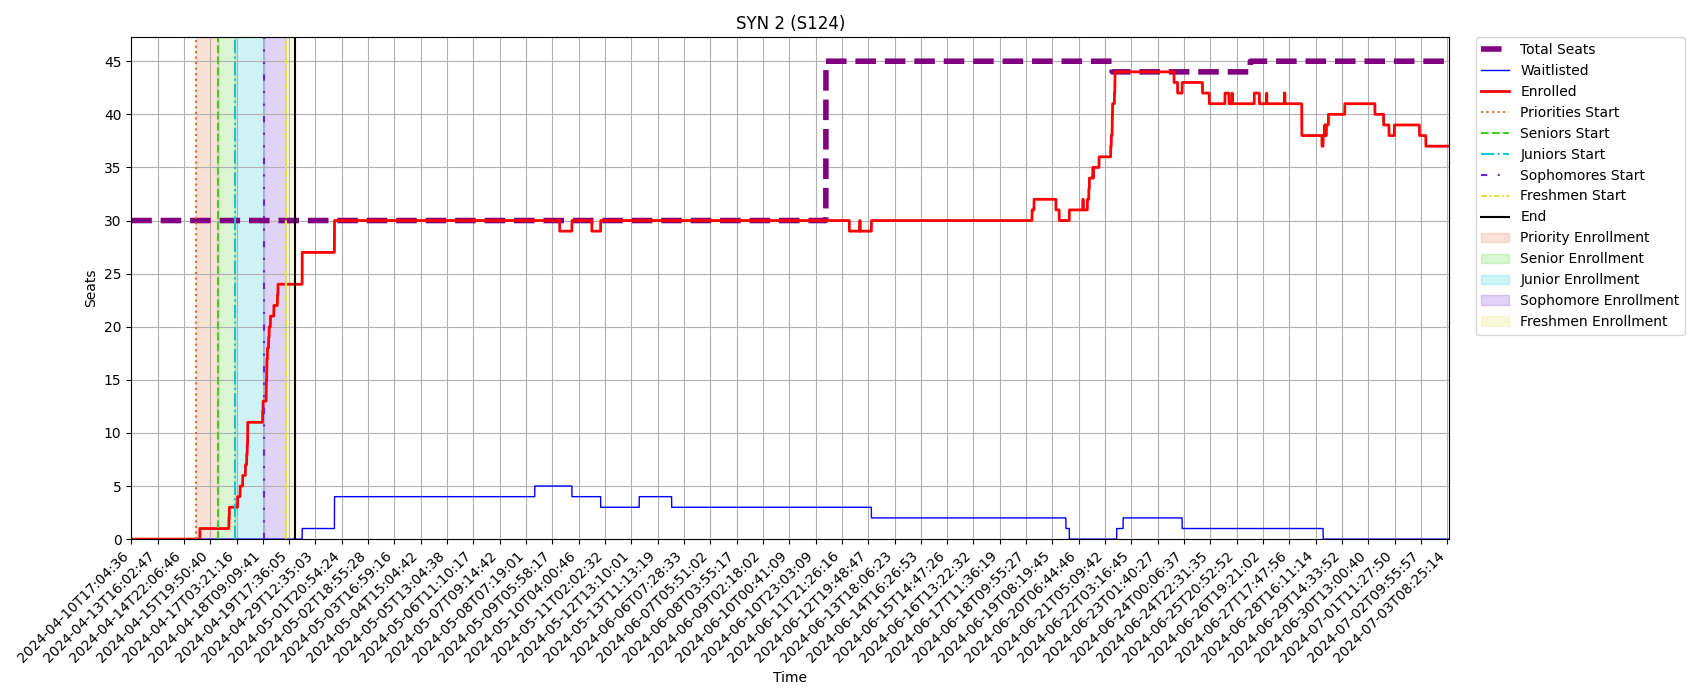 SYN 2 (S124)
Seats
45
40
35
30
25
20
15
10
5
0
2024-04-10T17:04:36
2024-04-13T16:02:47
2024-04-14T22:06:46
2024-04-15T19:50:40
2024-04-17T03:21:16
2024-04-18T09:09:41
2024-04-19T17:36:05
2024-04-29T12:35:03
2024-05-01T20:54:24
2024-05-02T18:55:28
2024-05-03T16:59:16
2024-05-04T15:04:42
2024-05-05T13:04:38
2024-05-06T11:10:17
2024-05-07T09:14:42
2024-05-08T07:19:01
2024-05-09T05:58:17
2024-05-10T04:00:46
2024-05-11T02:02:32
2024-05-12T13:10:01
2024-05-13T11:13:19
2024-06-06T07:28:33
2024-06-07T05:51:02
2024-06-08T03:55:17
2024-06-09T02:18:02
2024-06-10T00:41:09
2024-06-10T23:03:09
2024-06-11T21:26:16
2024-06-12T19:48:47
2024-06-13T18:06:23
2024-06-14T16:26:53
2024-06-15T14:47:26
2024-06-16T13:22:32
2024-06-17T11:36:19
2024-06-18T09:55:27
2024-06-19T08:19:45
2024-06-20T06:44:46
2024-06-21T05:09:42
2024-06-22T03:16:45
2024-06-23T01:40:27
2024-06-24T00:06:37
2024-06-24T22:31:35
2024-06-25T20:52:52
2024-06-26T19:21:02
2024-06-27T17:47:56
2024-06-28T16:11:14
2024-06-29T14:33:52
2024-06-30T13:00:40
2024-07-01T11:27:50
2024-07-02T09:55:57
2024-07-03T08:25:14
Time
Total Seats
Waitlisted
Enrolled
Priorities Start
Seniors Start
Juniors Start
Sophomores Start
Freshmen Start
End
Priority Enrollment
Senior Enrollment
Junior Enrollment
Sophomore Enrollment
Freshmen Enrollment